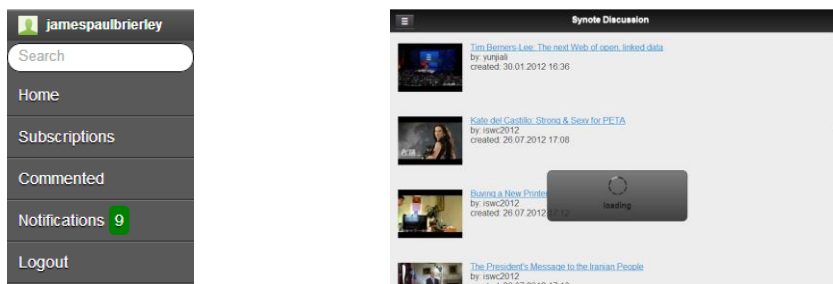 jamespaulbrierley
Search
Home
Subscriptions
Commented
Notifications 9
Logout
Synote Discussion
Tim Berners-Lee: The next Web of open, linked data
by: yunjiali
created: 30.01.2012 16:36
Kate del Castillo: Strong & Sexy for PETA
by: iswc2012
created: 26.07.2012 17:08
Buying a New Printer
by: iswc2012
created: 26.07.2012 17:12
loading
The President's Message to the Iranian People
by: iswc2012